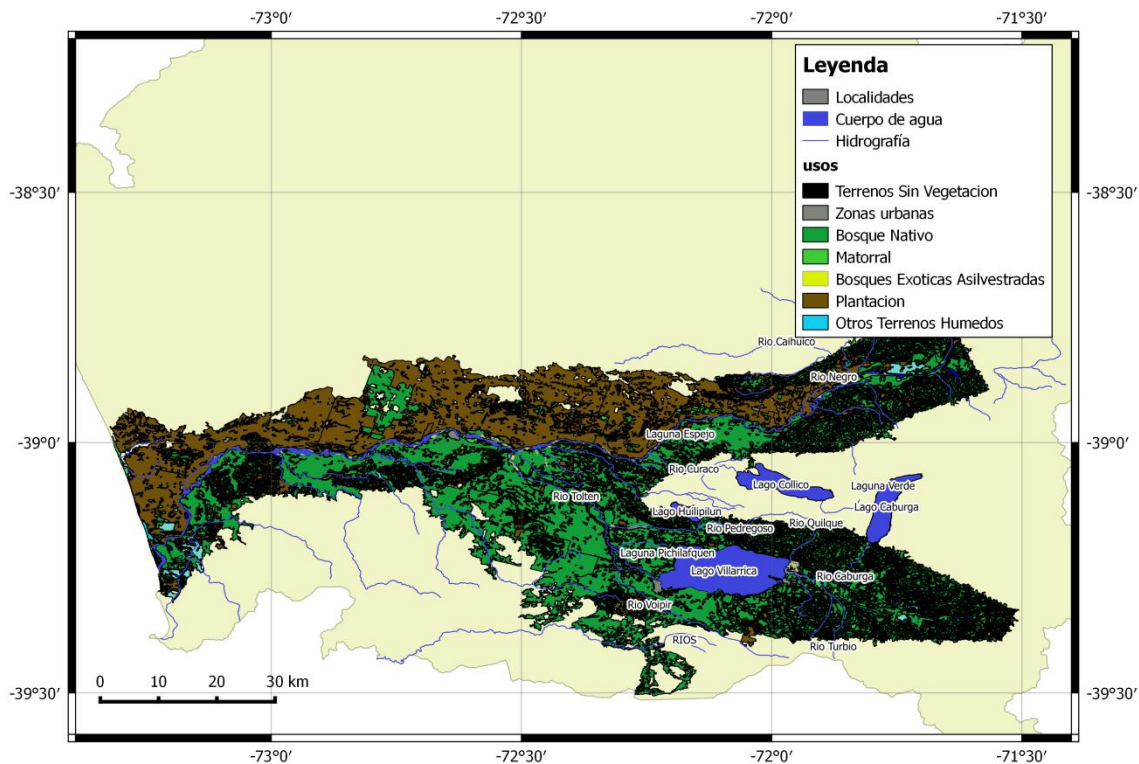 -73°0′ -72°30′ -72°0′ -71°30′
Leyenda
Localidades
Cuerpo de agua
Hidrografía
usos
Terrenos Sin Vegetacion
Zonas urbanas
Bosque Nativo
Matorral
Bosques Exoticas Asilvestradas
Plantacion
Otros Terrenos Humedos
-38°30′ -38°30′
Rio Caihuico
Rio Negro
Laguna Espejo
-39°0′ -39°0′
Rio Curaco
Lago Collico
Laguna Verde
Rio Tolten
Lago Huilipilun
Lago Caburga
Rio Pedregoso
Rio Quilque
Laguna Pichilafquen
Lago Villarrica
Rio Caburga
Rio Voipir
RIOS
Rio Turbio
0 10 20 30 km
-39°30′ -39°30′
-73°0′ -72°30′ -72°0′ -71°30′